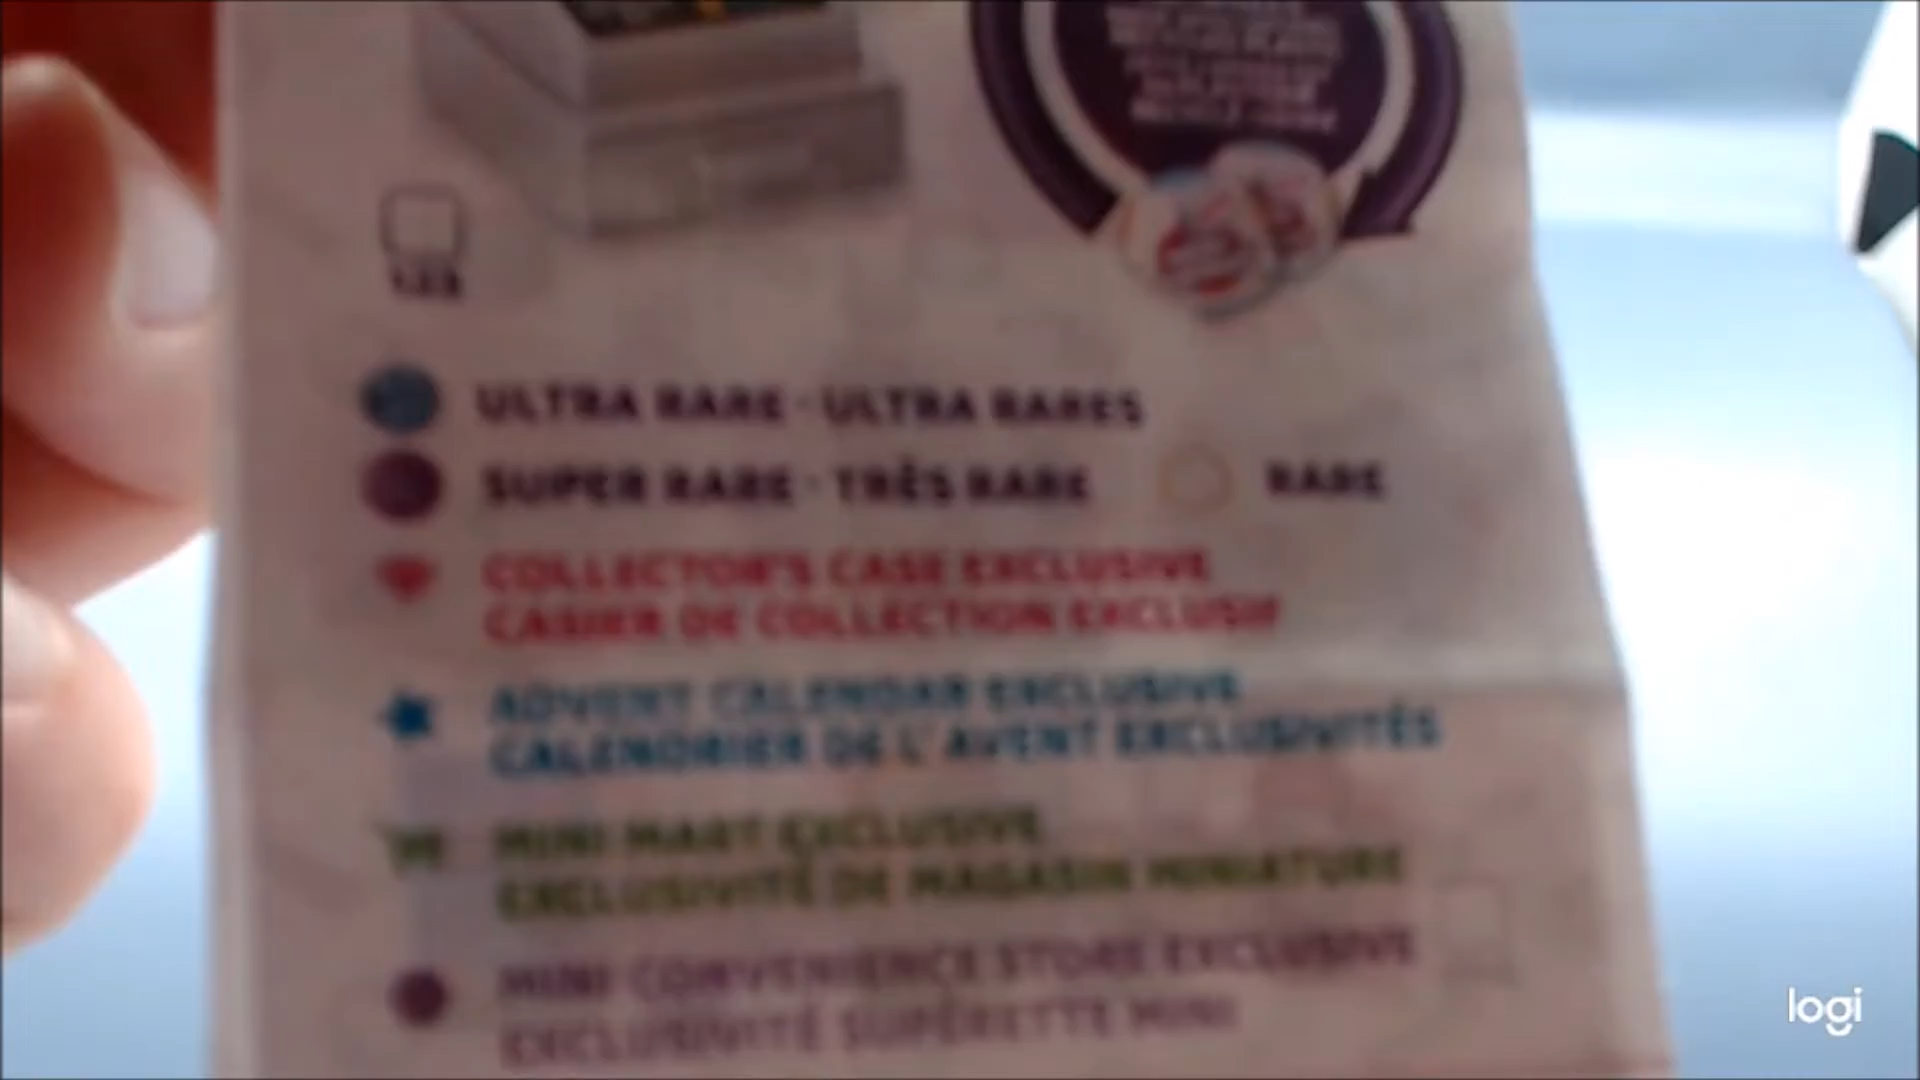 123
ULTRA RARE · ULTRA RARES
SUPER RARE · TRÈS RARE
RARE
COLLECTOR'S CASE EXCLUSIVE
CASIER DE COLLECTION EXCLUSIF
ADVENT CALENDAR EXCLUSIVE
CALENDRIER DE L'AVENT EXCLUSIVITÉS
MINI MART EXCLUSIVE
EXCLUSIVITÉ DE MAGASIN MINIATURE
MINI CONVENIENCE STORE EXCLUSIVE
EXCLUSIVITÉ SUPÉRETTE MINI
logi